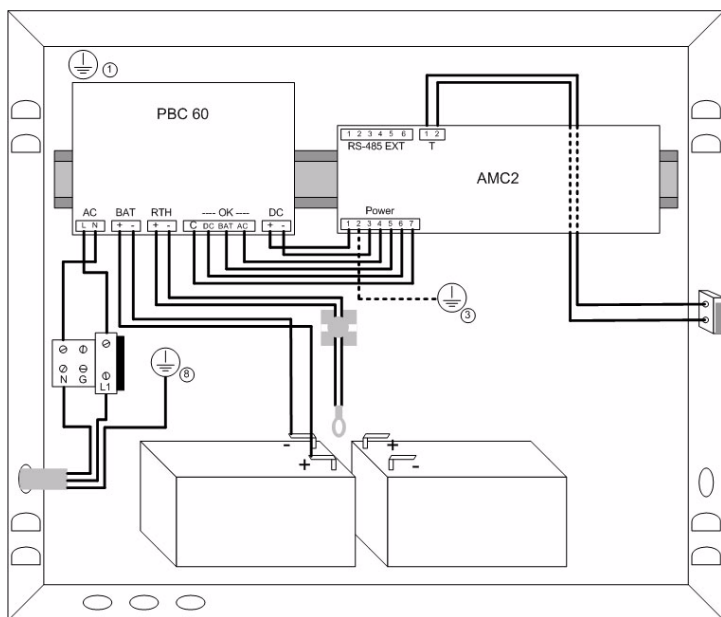 1
PBC 60
1 2 3 4 5 6
1 2
RS-485 EXT
T
AMC2
AC
BAT
RTH
---- OK ----
DC
Power
L N
+ -
+ -
C DC BAT AC
+ -
1 2 3 4 5 6 7
3
8
N
G
L1
-
+
+
-